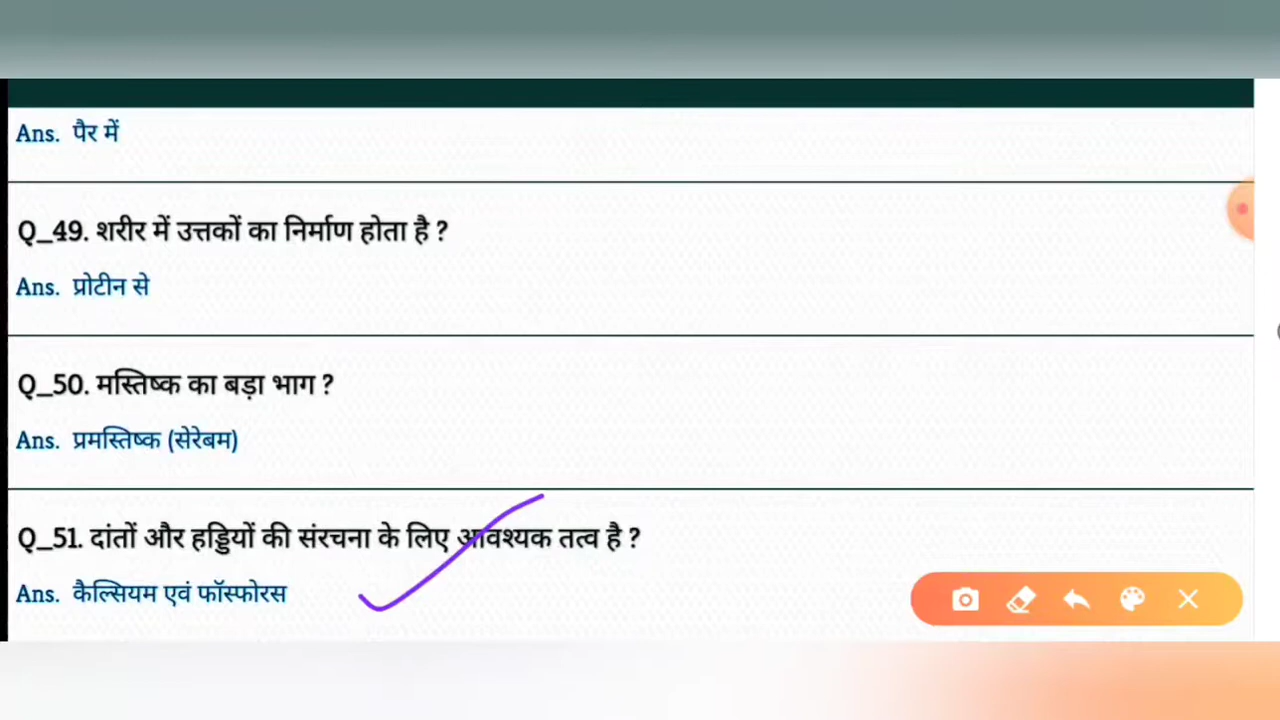 Ans. पैर में
Q_49. शरीर में उत्तकों का निर्माण होता है ?
Ans. प्रोटीन से
Q_50. मस्तिष्क का बड़ा भाग ?
Ans. प्रमस्तिष्क (सेरेबम)
Q_51. दांतों और हड्डियों की संरचना के लिए आवश्यक तत्व है ?
Ans. कैल्सियम एवं फॉस्फोरस